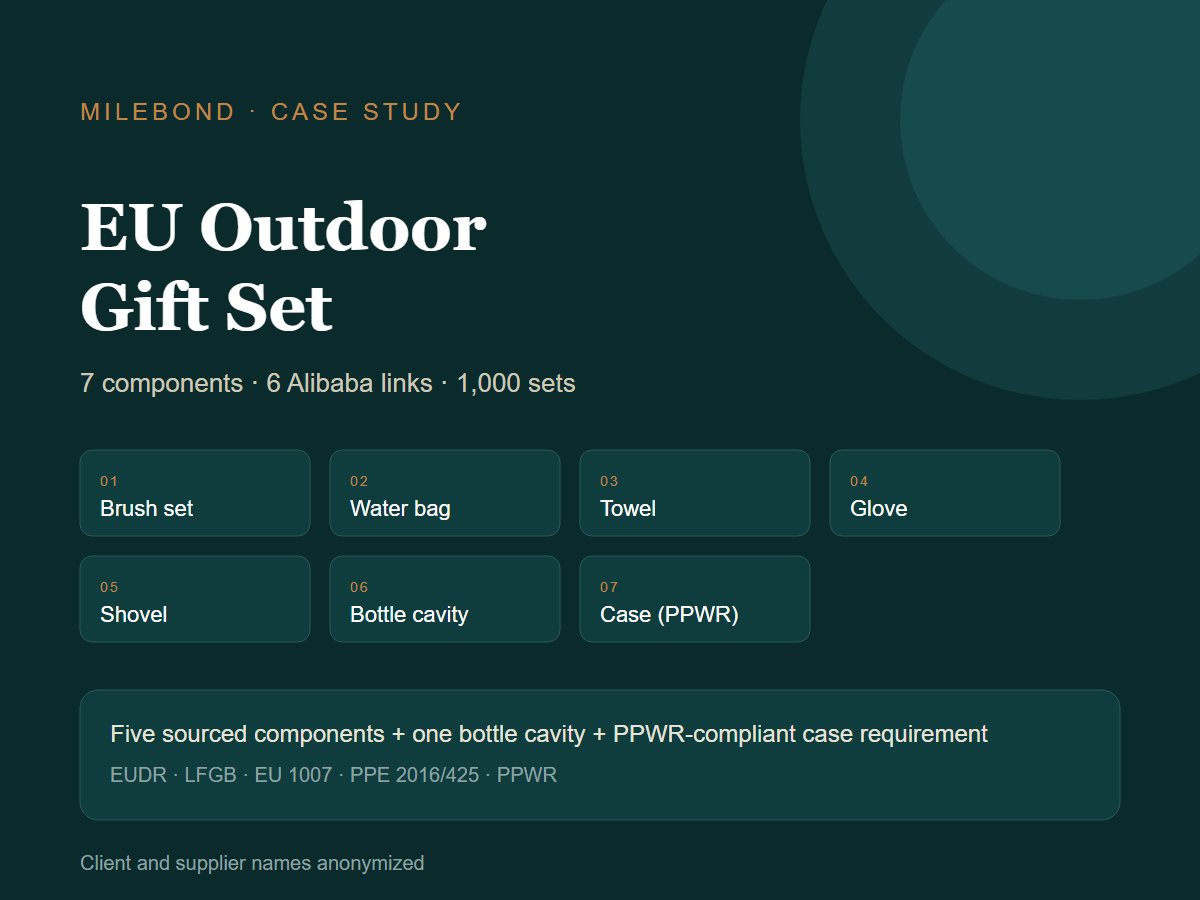 MILEBOND · CASE STUDY
EU Outdoor
Gift Set
7 components · 6 Alibaba links · 1,000 sets
01
Brush set
02
Water bag
03
Towel
04
Glove
05
Shovel
06
Bottle cavity
07
Case (PPWR)
Five sourced components + one bottle cavity + PPWR-compliant case requirement
EUDR · LFGB · EU 1007 · PPE 2016/425 · PPWR
Client and supplier names anonymized